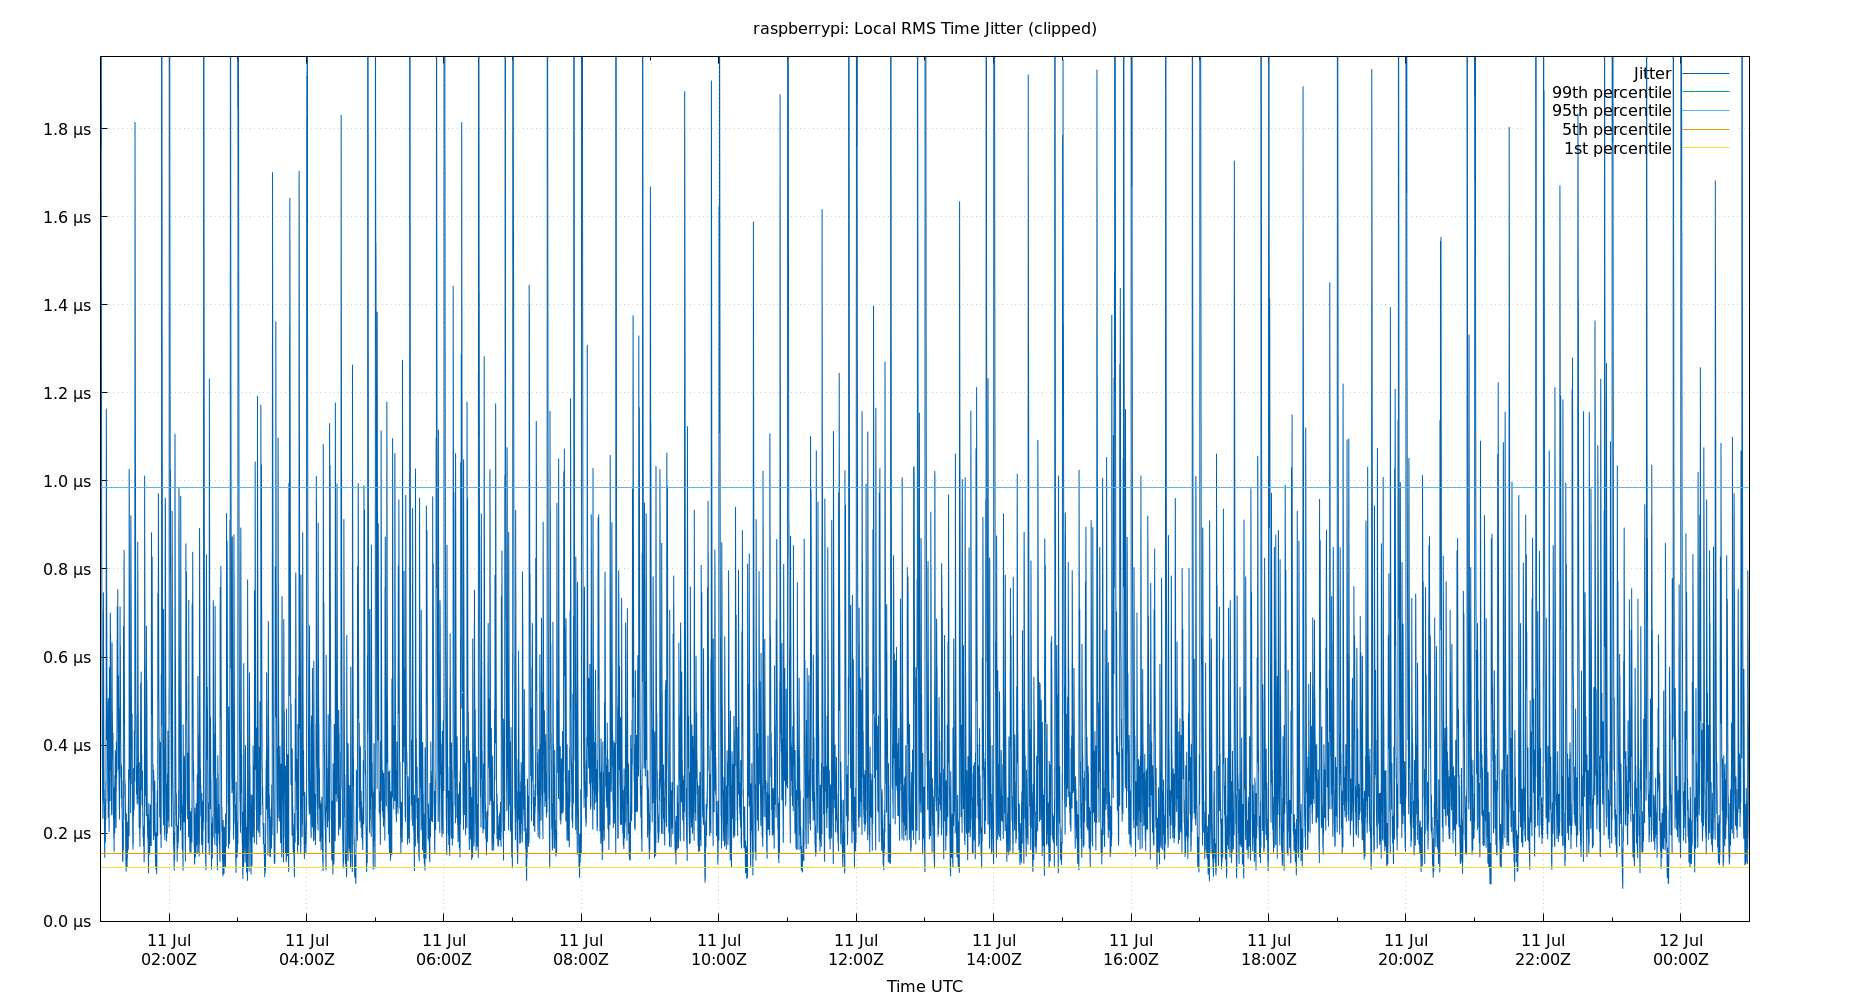 raspberrypi: Local RMS Time Jitter (clipped)
Jitter
99th percentile
95th percentile
5th percentile
1st percentile
1.8 µs
1.6 µs
1.4 µs
1.2 µs
1.0 µs
0.8 µs
0.6 µs
0.4 µs
0.2 µs
0.0 µs
11 Jul 11 Jul 11 Jul 11 Jul 11 Jul 11 Jul 11 Jul 11 Jul 11 Jul 11 Jul 11 Jul 12 Jul
02:00Z 04:00Z 06:00Z 08:00Z 10:00Z 12:00Z 14:00Z 16:00Z 18:00Z 20:00Z 22:00Z 00:00Z
Time UTC